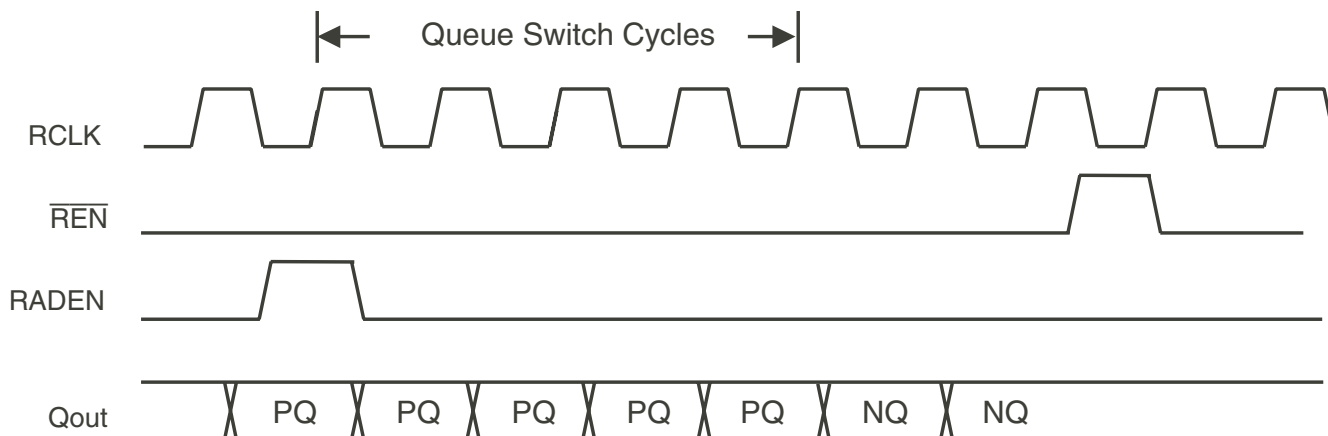 Queue Switch Cycles
RCLK
REN
RADEN
Qout PQ PQ PQ PQ PQ NQ NQ